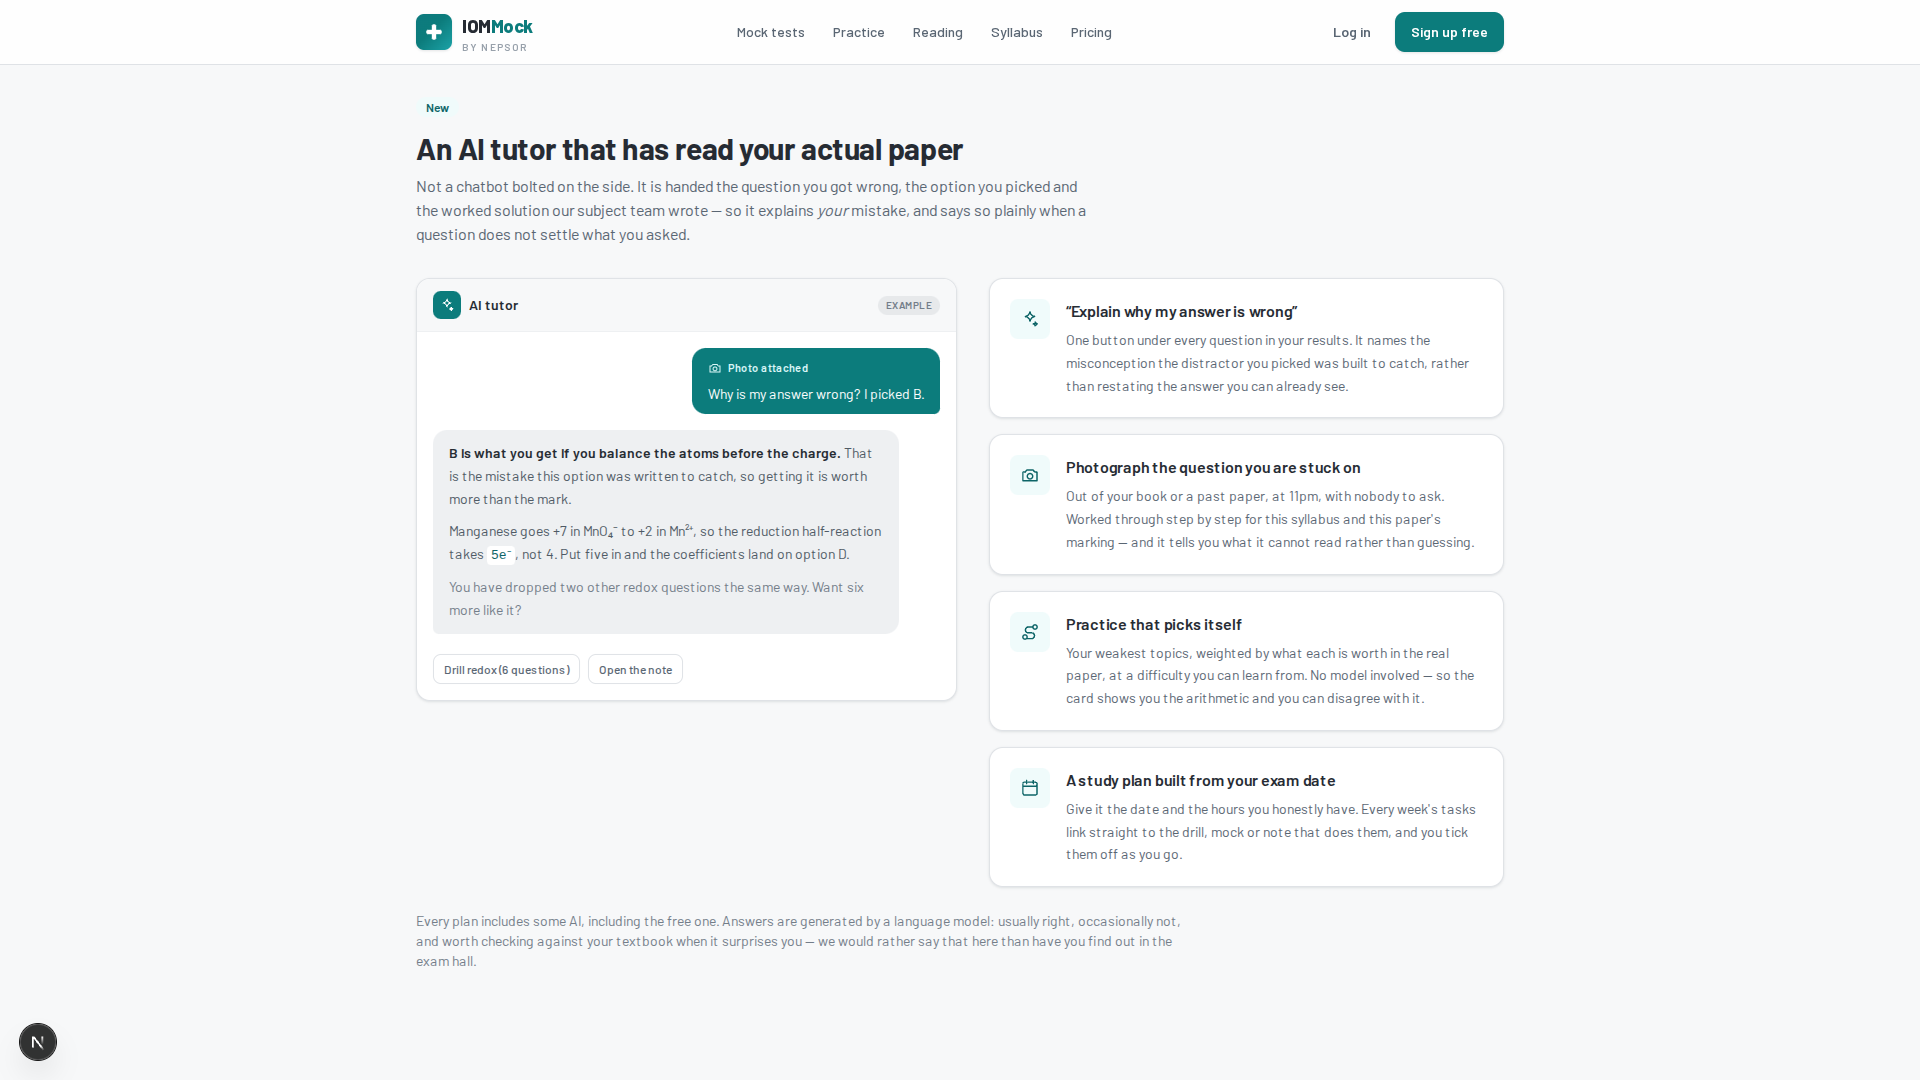 IOMMock
BY NEPSOR
Mock tests
Practice
Reading
Syllabus
Pricing
Log in
Sign up free
New
An AI tutor that has read your actual paper
Not a chatbot bolted on the side. It is handed the question you got wrong, the option you picked and
the worked solution our subject team wrote — so it explains your mistake, and says so plainly when a
question does not settle what you asked.
AI tutor
EXAMPLE
Photo attached
Why is my answer wrong? I picked B.
B is what you get if you balance the atoms before the charge. That
is the mistake this option was written to catch, so getting it is worth
more than the mark.
Manganese goes +7 in MnO₄⁻ to +2 in Mn²⁺, so the reduction half-reaction
takes 5e⁻, not 4. Put five in and the coefficients land on option D.
You have dropped two other redox questions the same way. Want six
more like it?
Drill redox (6 questions)
Open the note
“Explain why my answer is wrong”
One button under every question in your results. It names the
misconception the distractor you picked was built to catch, rather
than restating the answer you can already see.
Photograph the question you are stuck on
Out of your book or a past paper, at 11pm, with nobody to ask.
Worked through step by step for this syllabus and this paper's
marking — and it tells you what it cannot read rather than guessing.
Practice that picks itself
Your weakest topics, weighted by what each is worth in the real
paper, at a difficulty you can learn from. No model involved — so the
card shows you the arithmetic and you can disagree with it.
A study plan built from your exam date
Give it the date and the hours you honestly have. Every week's tasks
link straight to the drill, mock or note that does them, and you tick
them off as you go.
Every plan includes some AI, including the free one. Answers are generated by a language model: usually right, occasionally not,
and worth checking against your textbook when it surprises you — we would rather say that here than have you find out in the
exam hall.
N